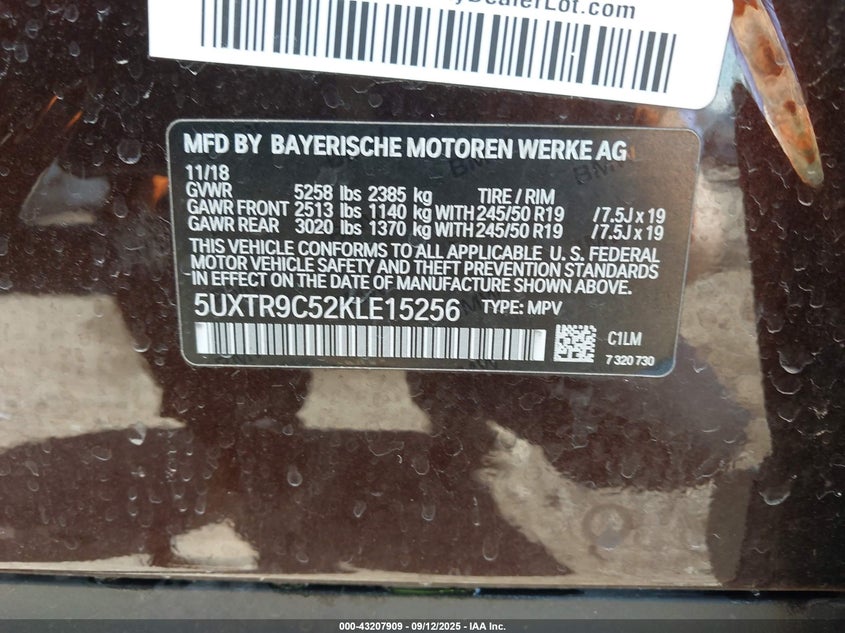 DealerLot.com
MFD BY BAYERISCHE MOTOREN WERKE AG
11/18
GVWR 5258 lbs 2385 kg TIRE / RIM
GAWR FRONT 2513 lbs 1140 kg WITH 245/50 R19 / 7.5J x 19
GAWR REAR 3020 lbs 1370 kg WITH 245/50 R19 / 7.5J x 19
THIS VEHICLE CONFORMS TO ALL APPLICABLE U. S. FEDERAL
MOTOR VEHICLE SAFETY AND THEFT PREVENTION STANDARDS
IN EFFECT ON THE DATE OF MANUFACTURE SHOWN ABOVE.
5UXTR9C52KLE15256 TYPE: MPV
C1LM
7 320 730
000-43207909 - 09/12/2025 - IAA Inc.